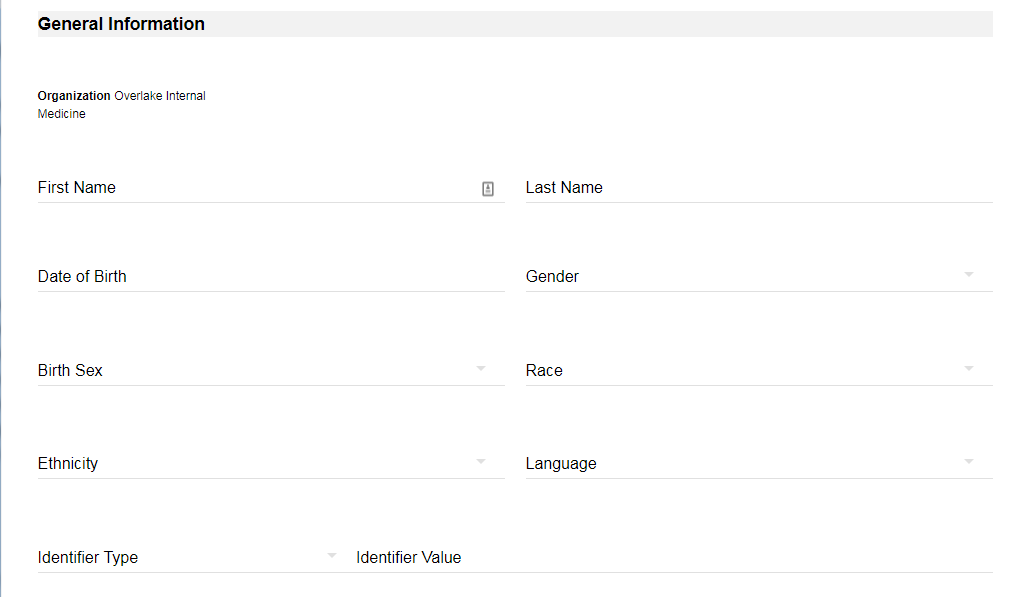 General Information
Organization Overlake Internal
Medicine
First Name
Last Name
Date of Birth
Gender
Birth Sex
Race
Ethnicity
Language
Identifier Type
Identifier Value